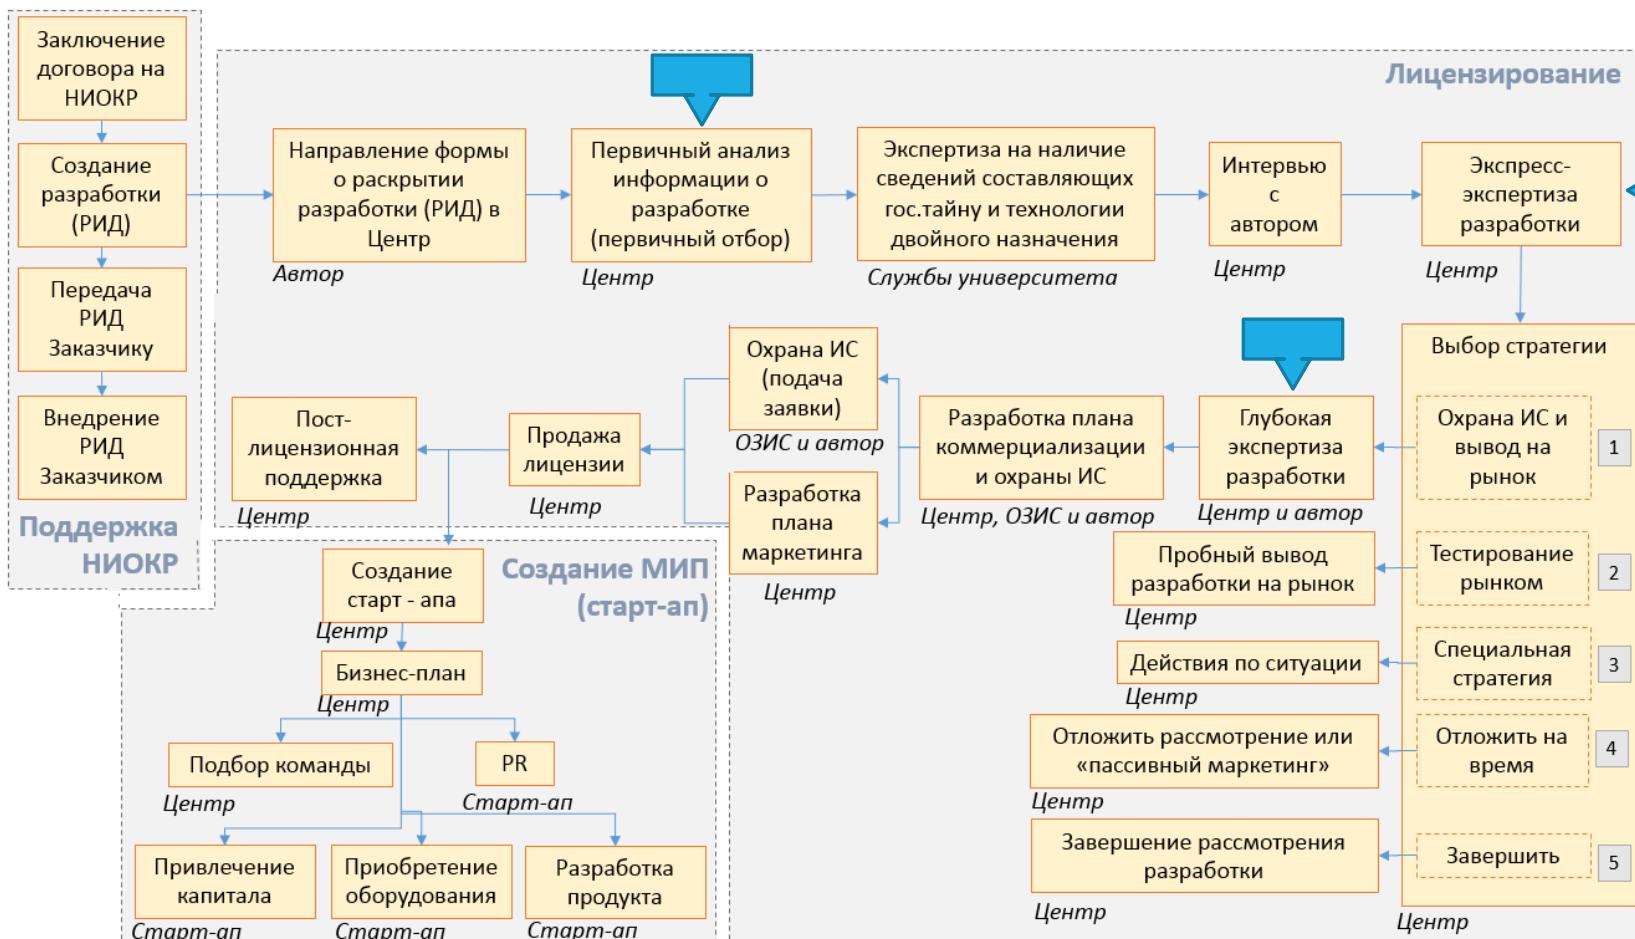 Заключение
договора на
НИОКР
Создание
разработки
(РИД)
Передача
РИД
Заказчику
Внедрение
РИД
Заказчиком
Поддержка
НИОКР
Лицензирование
Направление формы
о раскрытии
разработки (РИД) в
Центр
Автор
Первичный анализ
информации о
разработке
(первичный отбор)
Центр
Экспертиза на наличие
сведений составляющих
гос.тайну и технологии
двойного назначения
Службы университета
Интервью
с
автором
Центр
Экспресс-
экспертиза
разработки
Центр
Выбор стратегии
Охрана ИС и
вывод на
рынок
1
Тестирование
рынком
2
Специальная
стратегия
3
Отложить на
время
4
Завершить
5
Центр
Глубокая
экспертиза
разработки
Центр и автор
Разработка плана
коммерциализации
и охраны ИС
Центр, ОЗИС и автор
Охрана ИС
(подача
заявки)
ОЗИС и автор
Разработка
плана
маркетинга
Центр
Продажа
лицензии
Центр
Пост-
лицензионная
поддержка
Центр
Пробный вывод
разработки на рынок
Центр
Действия по ситуации
Центр
Отложить рассмотрение или
«пассивный маркетинг»
Центр
Завершение рассмотрения
разработки
Центр
Создание МИП
(старт-ап)
Создание
старт - апа
Центр
Бизнес-план
Центр
Подбор команды
Центр
PR
Старт-ап
Привлечение
капитала
Старт-ап
Приобретение
оборудования
Старт-ап
Разработка
продукта
Старт-ап